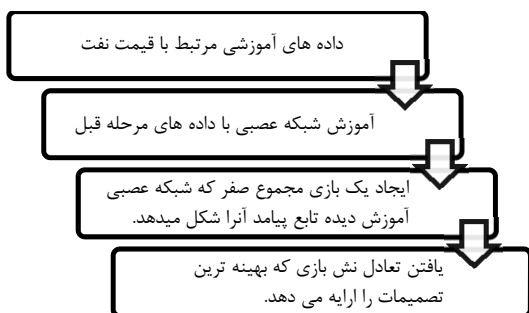 داده های آموزشی مرتبط با قیمت نفت
آموزش شبکه عصبی با داده های مرحله قبل
ایجاد یک بازی مجموع صفر که شبکه عصبی
آموزش دیده تابع پیامد آنرا شکل میدهد.
یافتن تعادل نش بازی که بهینه ترین
تصمیمات را ارایه می دهد.